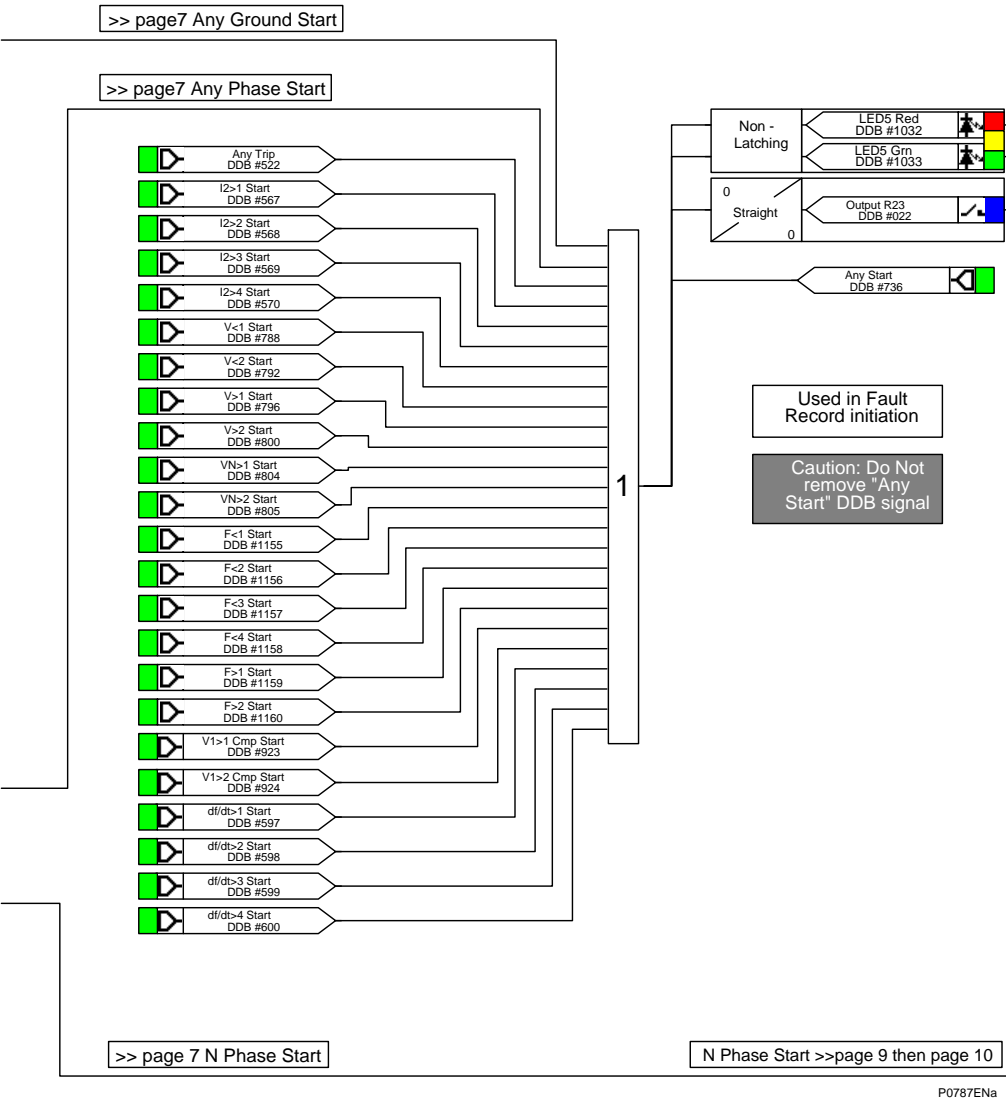 >> page7 Any Ground Start
>> page7 Any Phase Start
Any Trip
DDB #522
I2>1 Start
DDB #567
I2>2 Start
DDB #568
I2>3 Start
DDB #569
I2>4 Start
DDB #570
V<1 Start
DDB #788
V<2 Start
DDB #792
V>1 Start
DDB #796
V>2 Start
DDB #800
VN>1 Start
DDB #804
VN>2 Start
DDB #805
F<1 Start
DDB #1155
F<2 Start
DDB #1156
F<3 Start
DDB #1157
F<4 Start
DDB #1158
F>1 Start
DDB #1159
F>2 Start
DDB #1160
V1>1 Cmp Start
DDB #923
V1>2 Cmp Start
DDB #924
df/dt>1 Start
DDB #597
df/dt>2 Start
DDB #598
df/dt>3 Start
DDB #599
df/dt>4 Start
DDB #600
1
Non -
Latching
LED5 Red
DDB #1032
LED5 Grn
DDB #1033
0
Straight
0
Output R23
DDB #022
Any Start
DDB #736
Used in Fault
Record initiation
Caution: Do Not
remove "Any
Start" DDB signal
>> page 7 N Phase Start
N Phase Start >>page 9 then page 10
P0787ENa